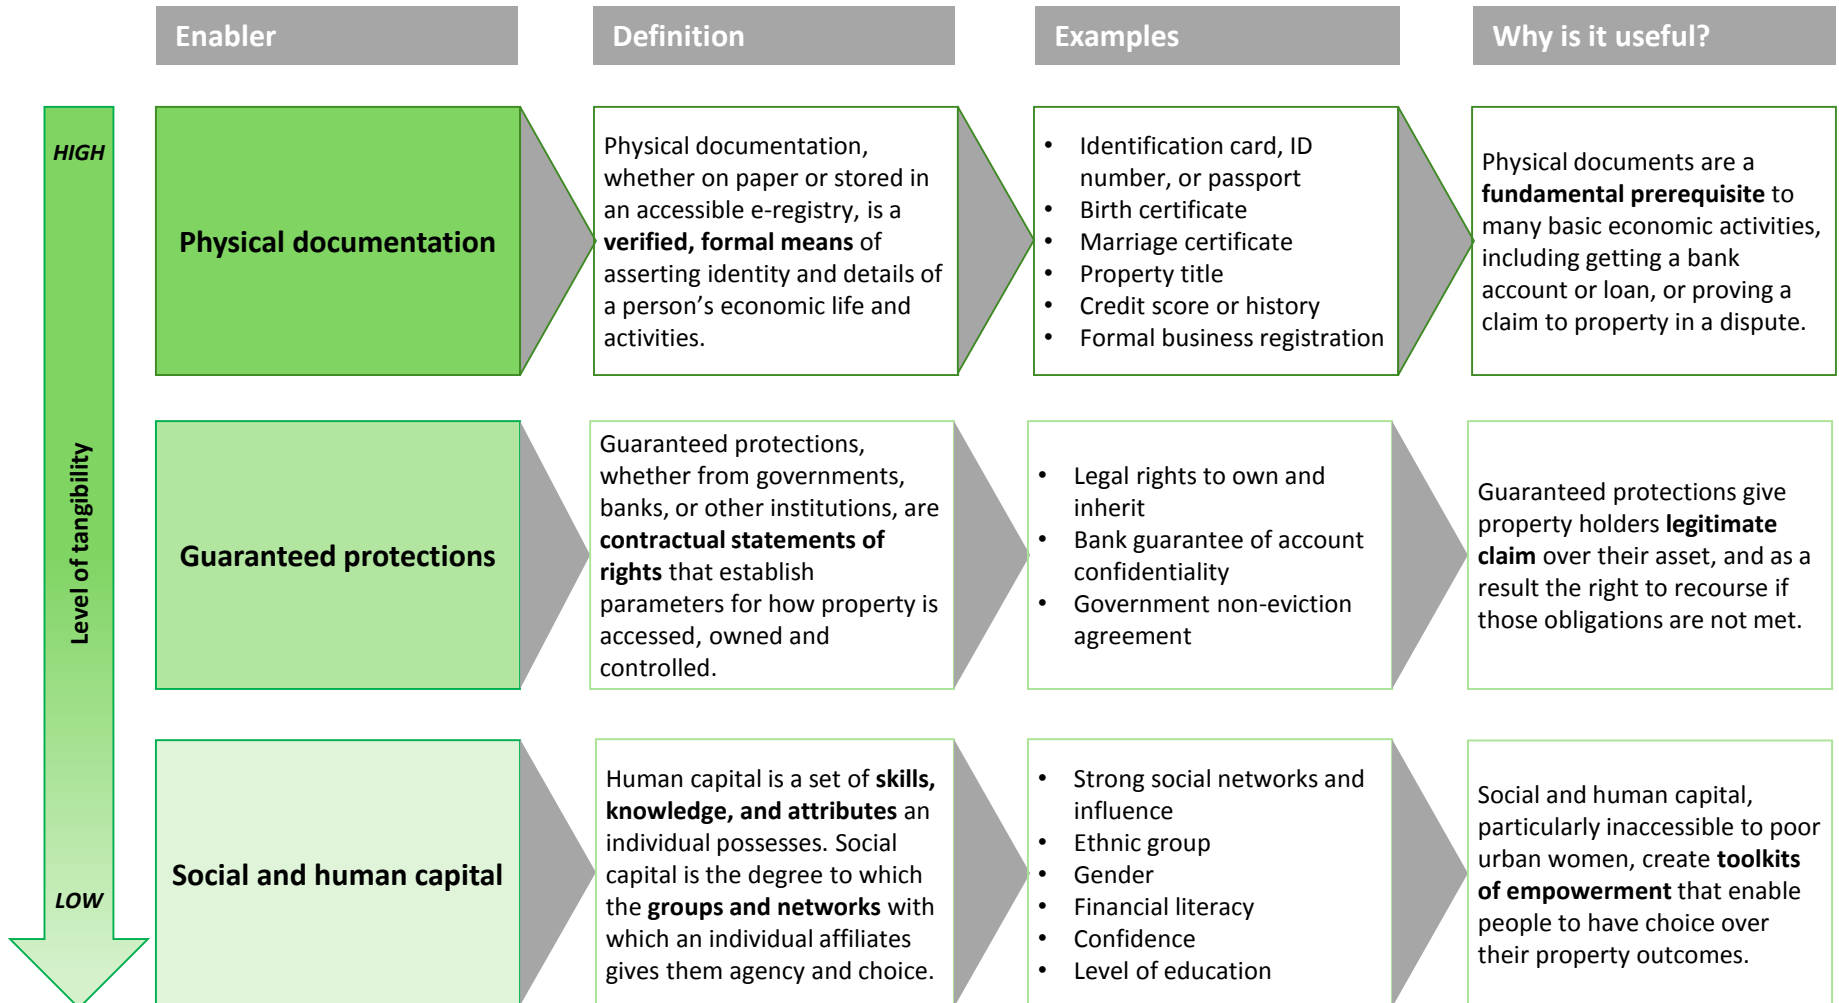 Enabler
Definition
Examples
Why is it useful?
HIGH
Level of tangibility
LOW
Physical documentation
Physical documentation,
whether on paper or stored in
an accessible e-registry, is a
verified, formal means of
asserting identity and details of
a person's economic life and
activities.
• Identification card, ID
number, or passport
• Birth certificate
• Marriage certificate
• Property title
• Credit score or history
• Formal business registration
Physical documents are a
fundamental prerequisite to
many basic economic activities,
including getting a bank
account or loan, or proving a
claim to property in a dispute.
Guaranteed protections
Guaranteed protections,
whether from governments,
banks, or other institutions, are
contractual statements of
rights that establish
parameters for how property is
accessed, owned and
controlled.
• Legal rights to own and
inherit
• Bank guarantee of account
confidentiality
• Government non-eviction
agreement
Guaranteed protections give
property holders legitimate
claim over their asset, and as a
result the right to recourse if
those obligations are not met.
Social and human capital
Human capital is a set of skills,
knowledge, and attributes an
individual possesses. Social
capital is the degree to which
the groups and networks with
which an individual affiliates
gives them agency and choice.
• Strong social networks and
influence
• Ethnic group
• Gender
• Financial literacy
• Confidence
• Level of education
Social and human capital,
particularly inaccessible to poor
urban women, create toolkits
of empowerment that enable
people to have choice over
their property outcomes.